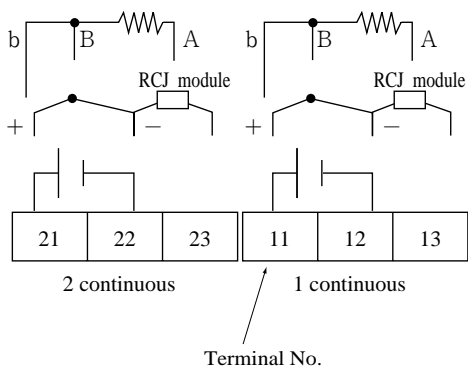 b B A b B A
RCJ module RCJ module
+ − + −
21 22 23 11 12 13
2 continuous 1 continuous
Terminal No.